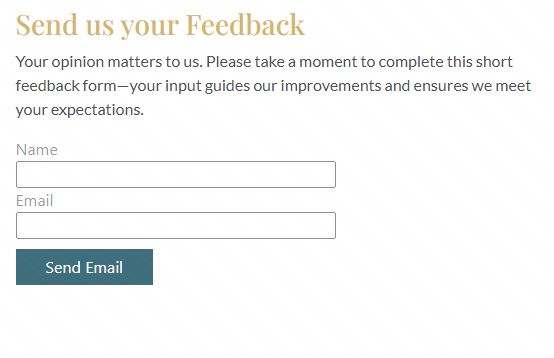 Send us your Feedback
Your opinion matters to us. Please take a moment to complete this short
feedback form—your input guides our improvements and ensures we meet
your expectations.
Name
Email
Send Email